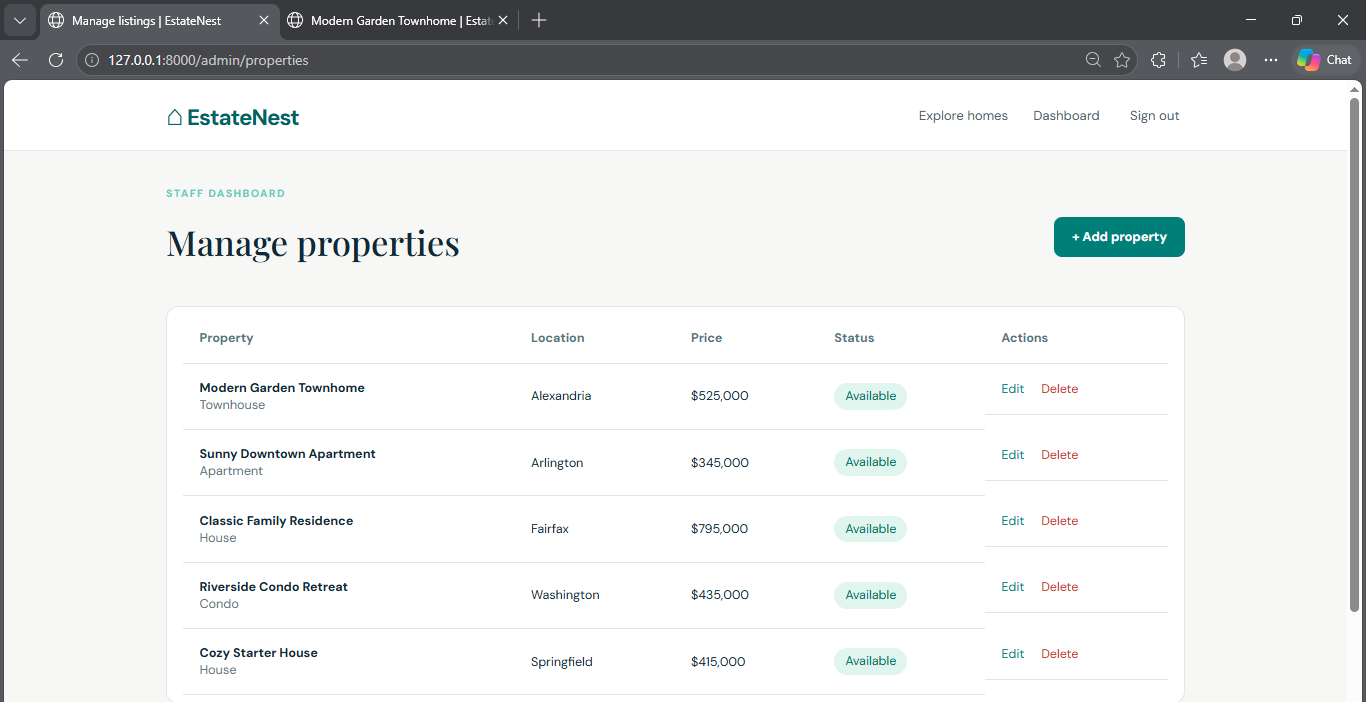 Manage listings | EstateNest
Modern Garden Townhome | Estate
127.0.0.1:8000/admin/properties
Chat
EstateNest
Explore homes Dashboard Sign out
STAFF DASHBOARD
Manage properties
+ Add property
Property Location Price Status Actions
Modern Garden Townhome
Townhouse
Alexandria $525,000 Available Edit Delete
Sunny Downtown Apartment
Apartment
Arlington $345,000 Available Edit Delete
Classic Family Residence
House
Fairfax $795,000 Available Edit Delete
Riverside Condo Retreat
Condo
Washington $435,000 Available Edit Delete
Cozy Starter House
House
Springfield $415,000 Available Edit Delete